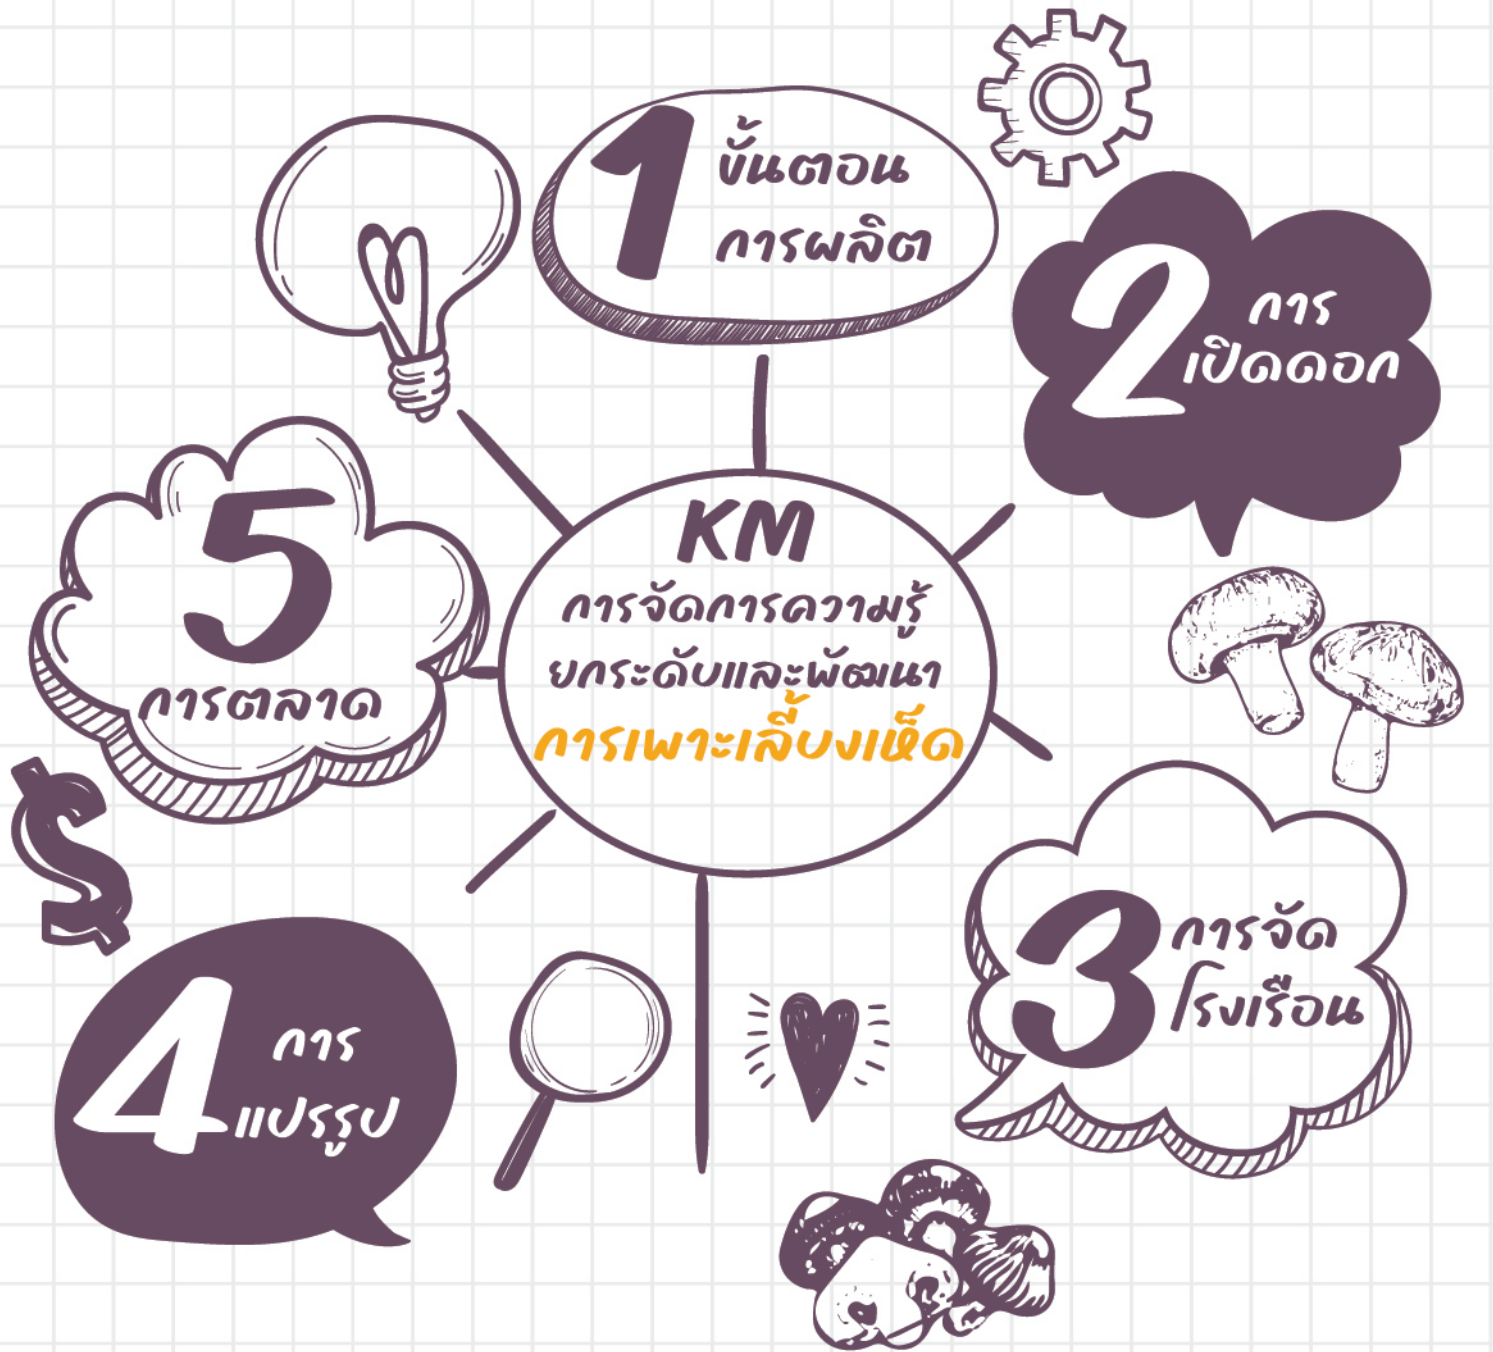 KM
การจัดการความรู้
ยกระดับและพัฒนา
การเพาะเลี้ยงเห็ด
1 ขั้นตอน
การผลิต
2 การ
เปิดดอก
3 การจัด
โรงเรือน
4 การ
แปรรูป
5
การตลาด